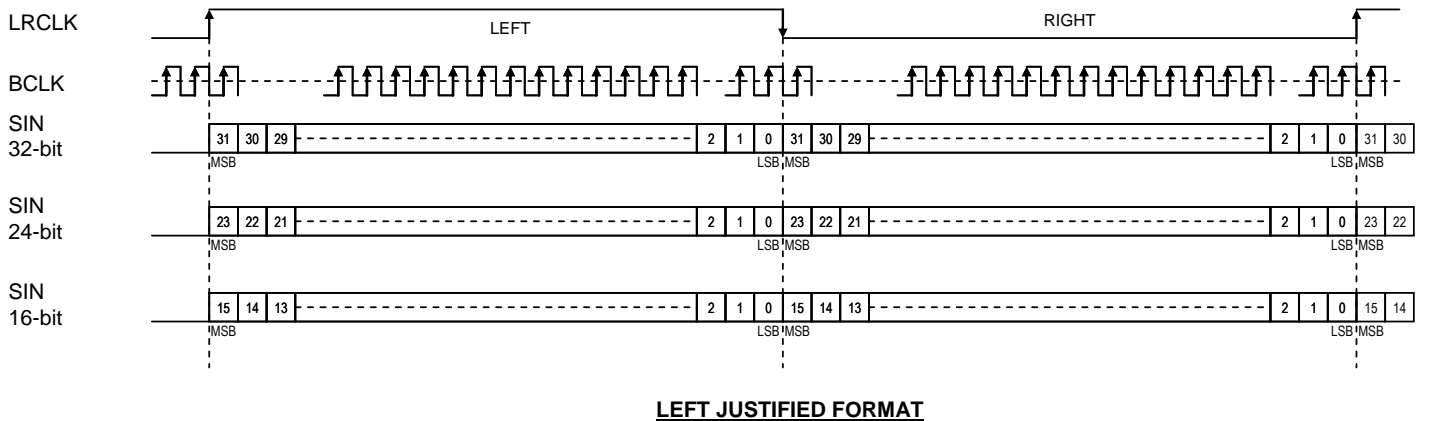 LRCLK
LEFT
RIGHT
BCLK
SIN
32-bit
31 30 29 2 1 0 31 30 29 2 1 0 31 30
MSB LSB MSB LSB MSB
SIN
24-bit
23 22 21 2 1 0 23 22 21 2 1 0 23 22
MSB LSB MSB LSB MSB
SIN
16-bit
15 14 13 2 1 0 15 14 13 2 1 0 15 14
MSB LSB MSB LSB MSB
LEFT JUSTIFIED FORMAT